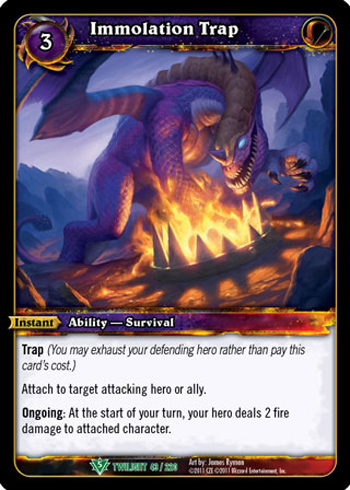 3
Immolation Trap
Instant
Ability — Survival
Trap (You may exhaust your defending hero rather than pay this
card's cost.)
Attach to target attacking hero or ally.
Ongoing: At the start of your turn, your hero deals 2 fire
damage to attached character.
S TWILIGHT 49/220
Art by: James Ryman
©2011 CZE ©2011 Blizzard Entertainment, Inc.